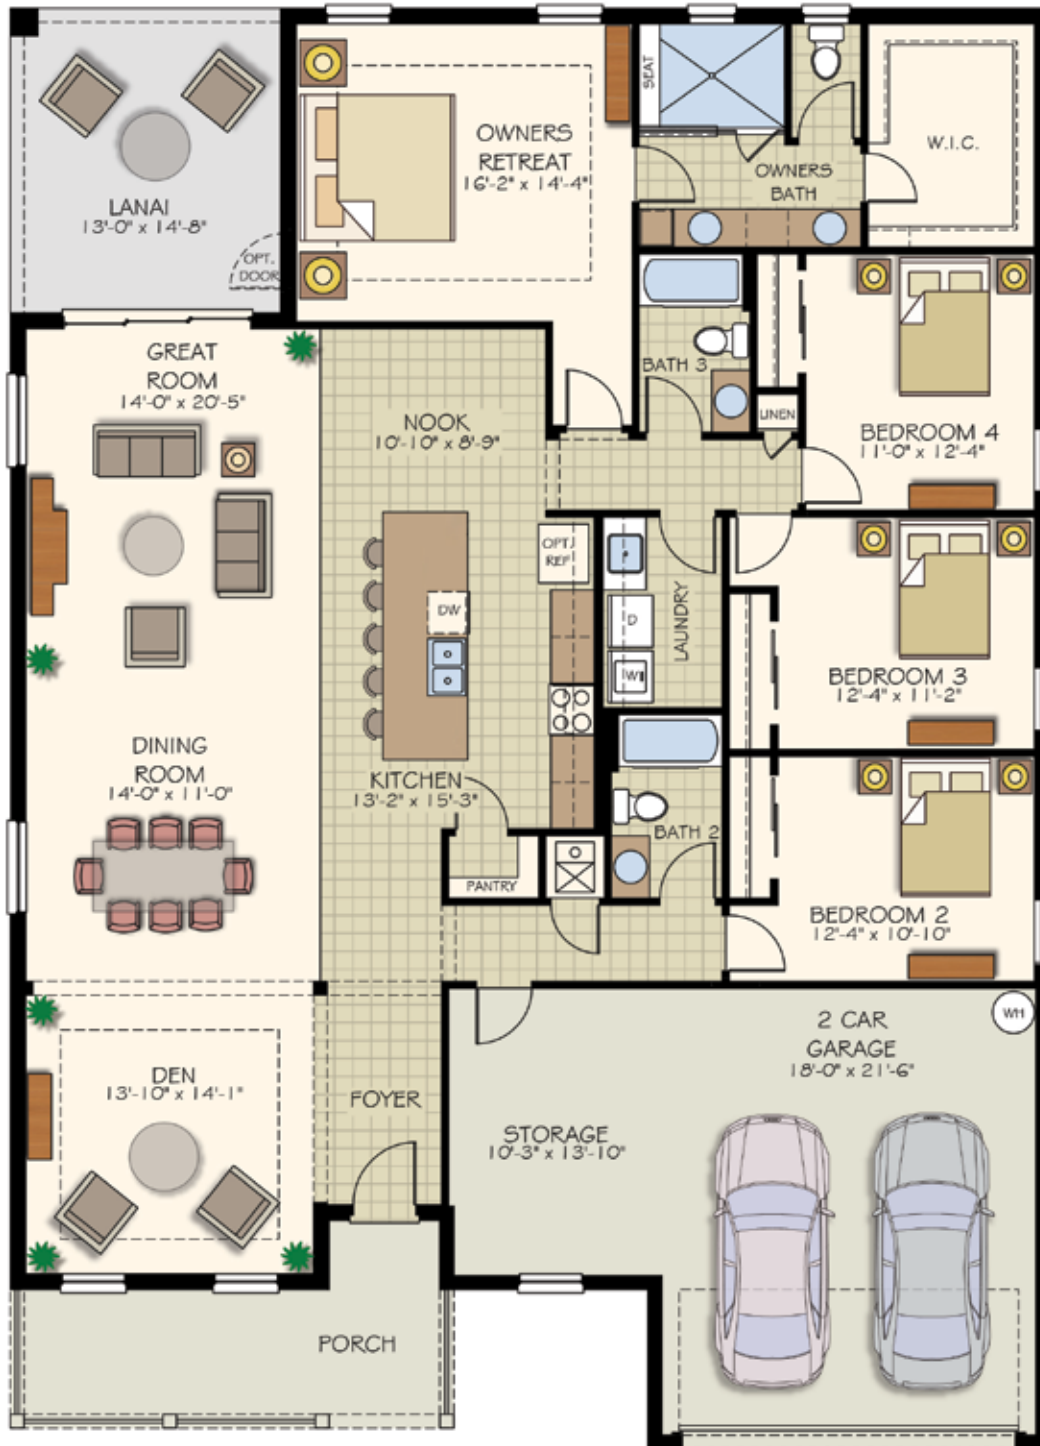 SEAT
OWNERS
RETREAT
16'-2" x 14'-4"
W.I.C.
OWNERS
BATH
LANAI
13'-0" x 14'-8"
OPT.
DOOR
GREAT
ROOM
14'-0" x 20'-5"
BATH 3
NOOK
10'-10" x 8'-9"
LINEN
BEDROOM 4
11'-0" x 12'-4"
OPT.
REF
DW
D
LAUNDRY
W
BEDROOM 3
12'-4" x 11'-2"
DINING
ROOM
14'-0" x 11'-0"
KITCHEN
13'-2" x 15'-3"
BATH 2
PANTRY
BEDROOM 2
12'-4" x 10'-10"
WH
2 CAR
GARAGE
18'-0" x 21'-6"
DEN
13'-10" x 14'-1"
FOYER
STORAGE
10'-3" x 13'-10"
PORCH